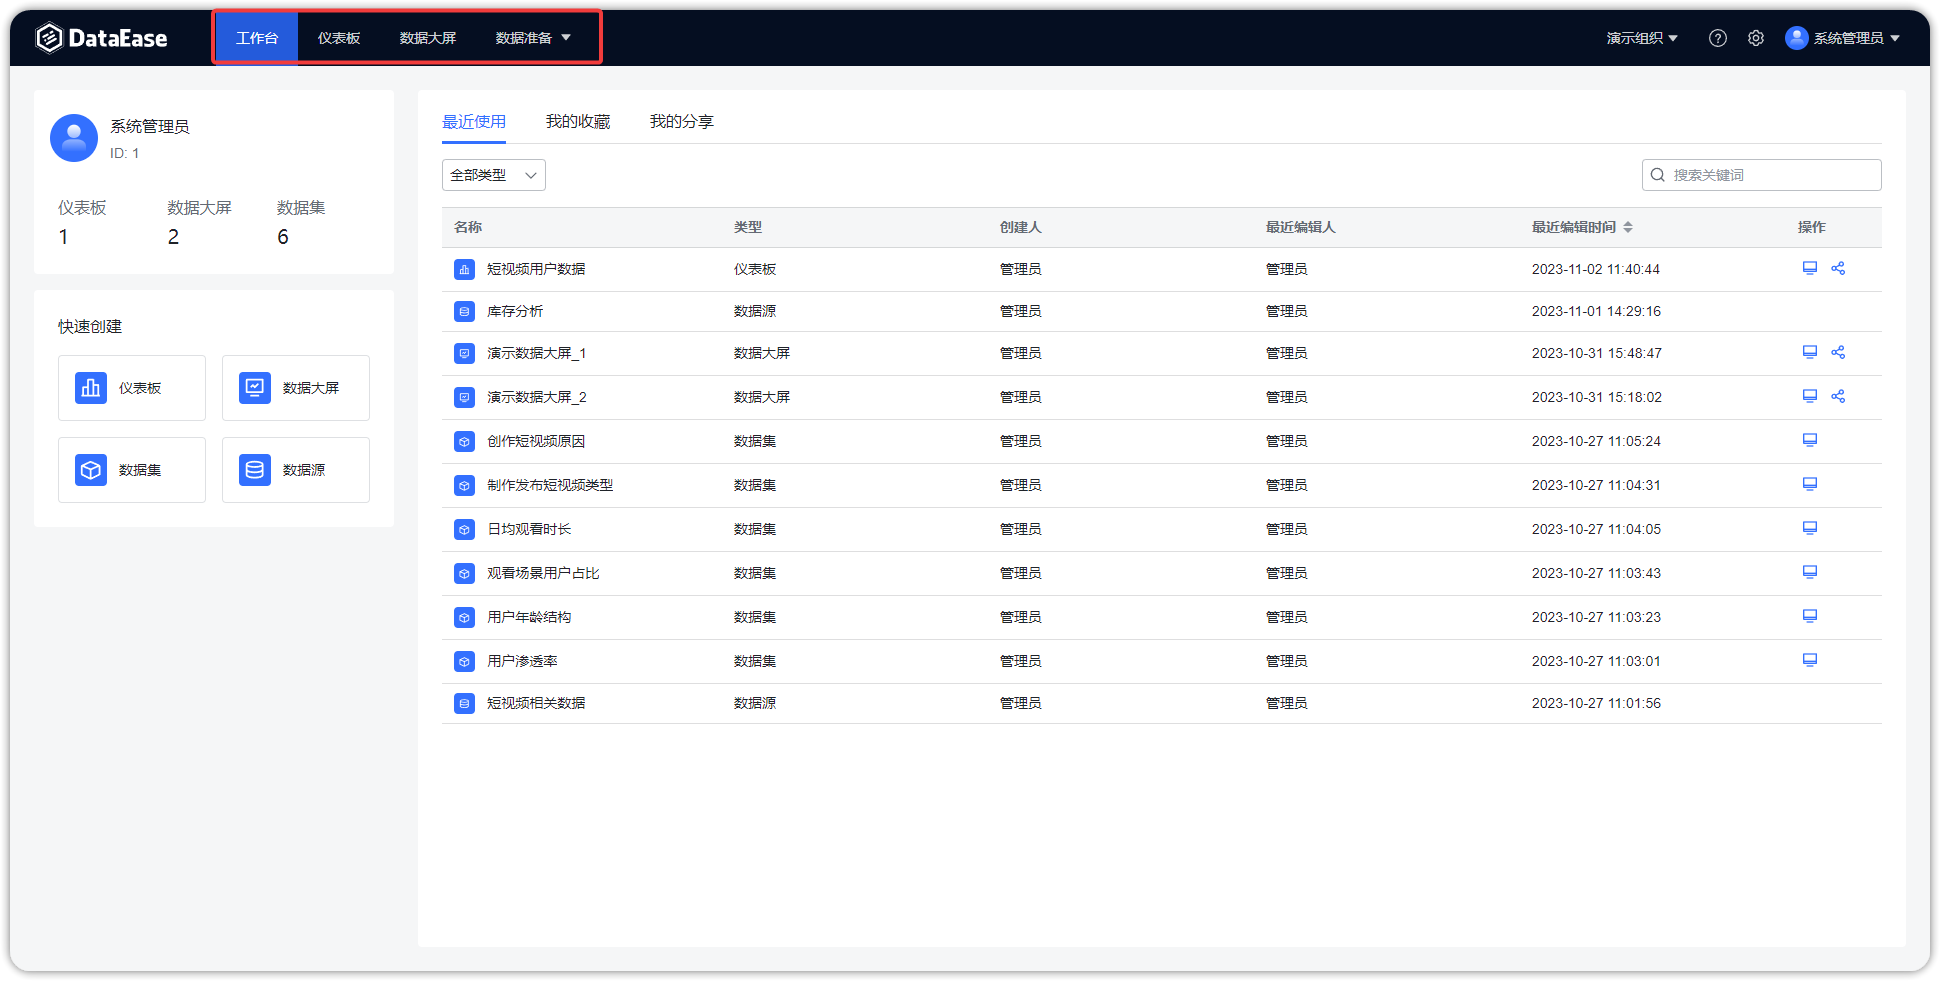 DataEase 工作台 仪表板 数据大屏 数据准备 演示组织 系统管理员
系统管理员
ID: 1
仪表板 数据大屏 数据集
1 2 6
快速创建
仪表板 数据大屏
数据集 数据源
最近使用 我的收藏 我的分享
全部类型 搜索关键词
名称 类型 创建人 最近编辑人 最近编辑时间 操作
短视频用户数据 仪表板 管理员 管理员 2023-11-02 11:40:44
库存分析 数据源 管理员 管理员 2023-11-01 14:29:16
演示数据大屏_1 数据大屏 管理员 管理员 2023-10-31 15:48:47
演示数据大屏_2 数据大屏 管理员 管理员 2023-10-31 15:18:02
创作短视频原因 数据集 管理员 管理员 2023-10-27 11:05:24
制作发布短视频类型 数据集 管理员 管理员 2023-10-27 11:04:31
日均观看时长 数据集 管理员 管理员 2023-10-27 11:04:05
观看场景用户占比 数据集 管理员 管理员 2023-10-27 11:03:43
用户年龄结构 数据集 管理员 管理员 2023-10-27 11:03:23
用户渗透率 数据集 管理员 管理员 2023-10-27 11:03:01
短视频相关数据 数据源 管理员 管理员 2023-10-27 11:01:56